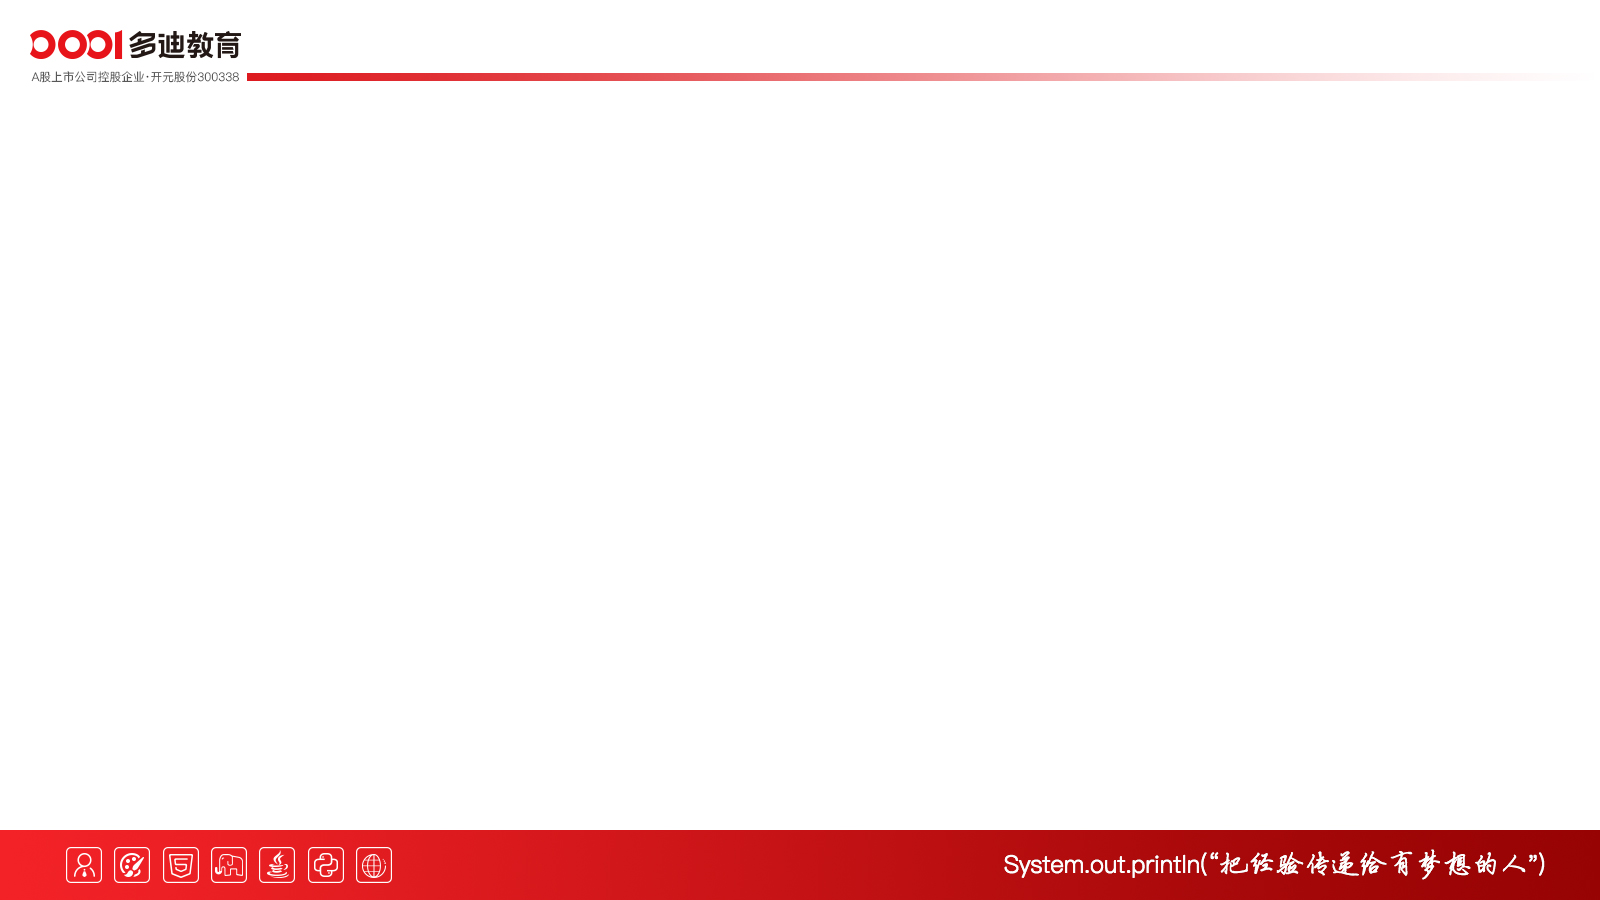 多迪教育
A股上市公司控股企业·开元股份300338
System.out.println(“把经验传递给有梦想的人”)